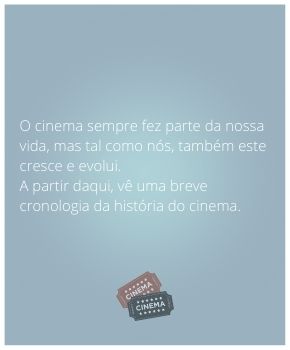 O cinema sempre fez parte da nossa
vida, mas tal como nós, também este
cresce e evolui.
A partir daqui, vê uma breve
cronologia da história do cinema.
CINEMA
CINEMA